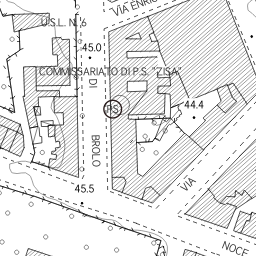 VIA ENRI
U.S.L. N. 6
45.0
COMMISSARIATO DI P.S. "ZISA"
DI
PS
44.4
BROLO
VIA
45.5
NOCE